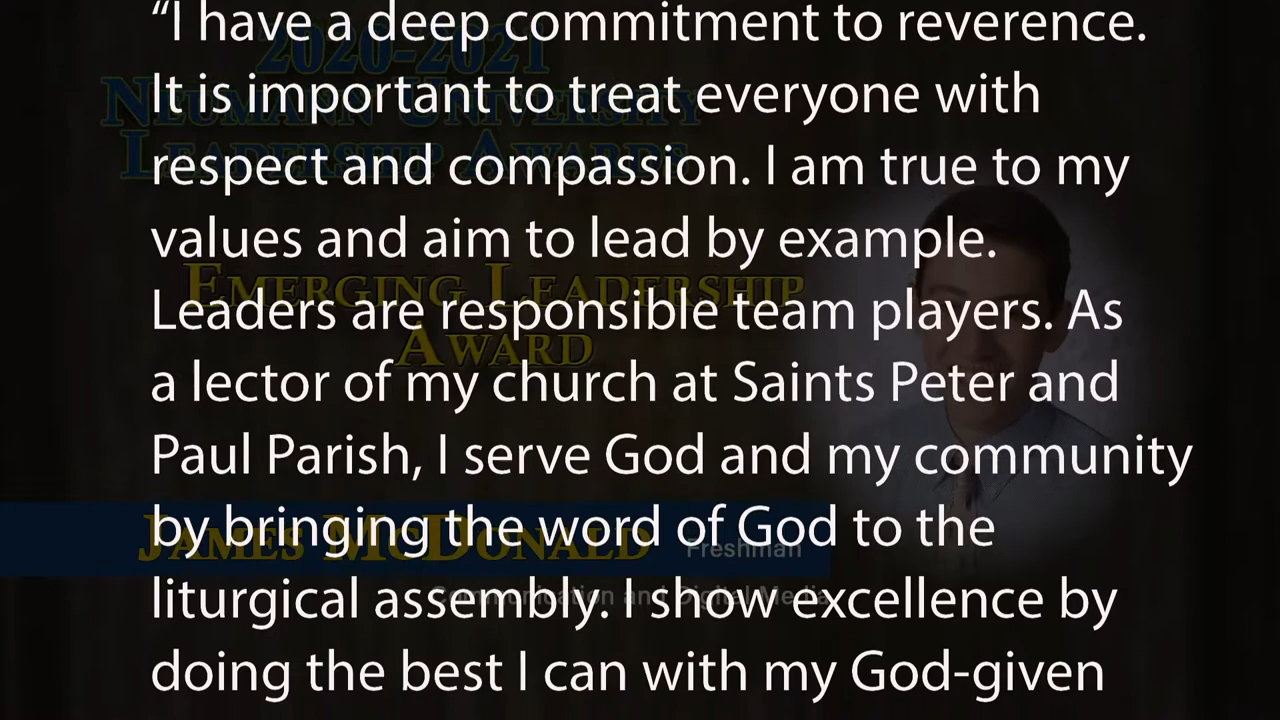 “I have a deep commitment to reverence.
It is important to treat everyone with
respect and compassion. I am true to my
values and aim to lead by example.
Leaders are responsible team players. As
a lector of my church at Saints Peter and
Paul Parish, I serve God and my community
by bringing the word of God to the
liturgical assembly. I show excellence by
doing the best I can with my God-given
2020-2021
Neumann University
Leadership Awards
Emerging Leadership
Award
James McDonald Freshman
Communication and Digital Media